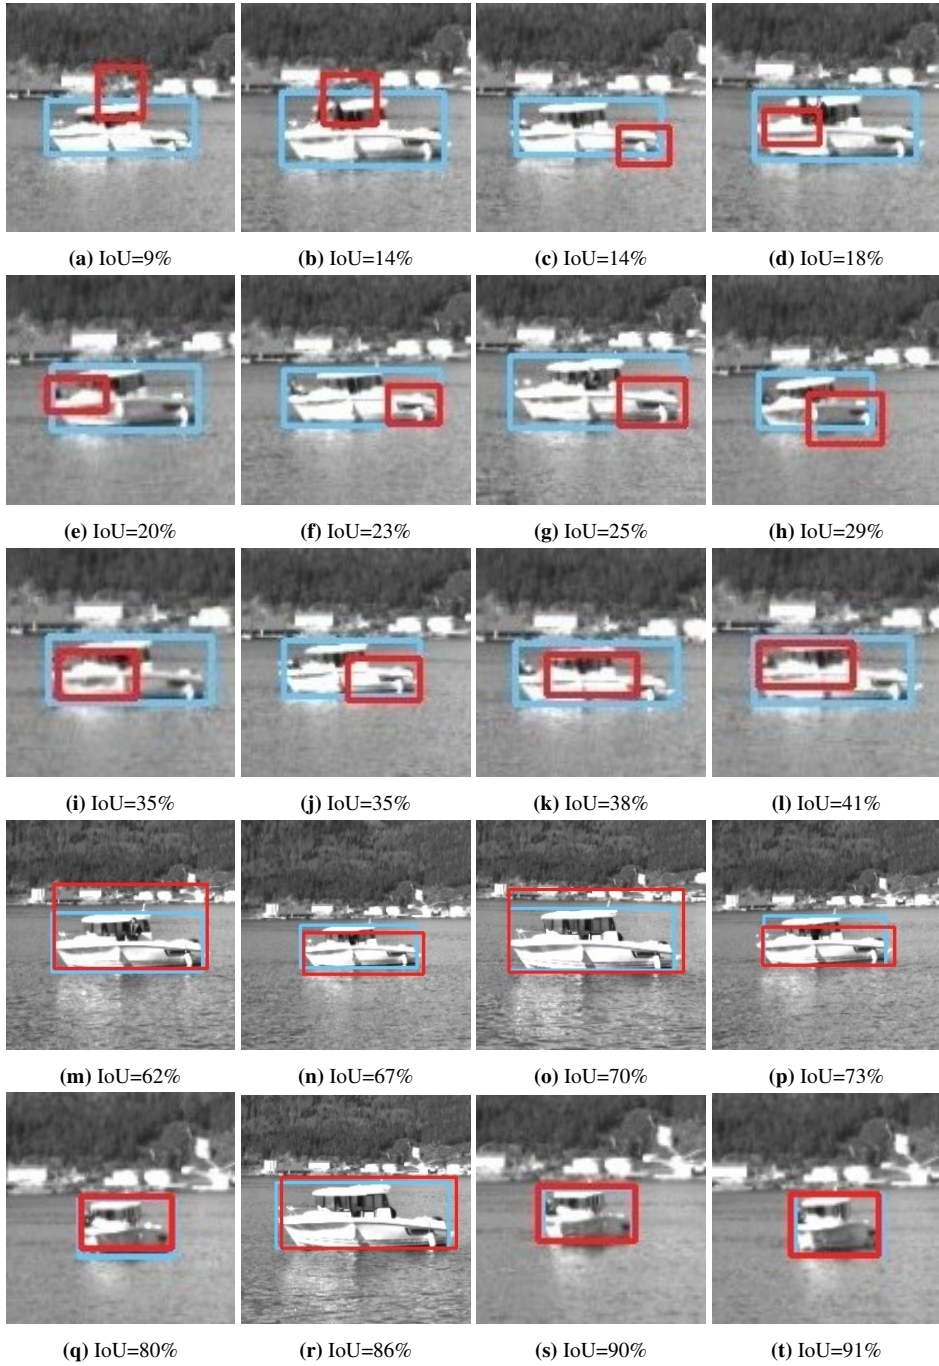 (a) IoU=9% (b) IoU=14% (c) IoU=14% (d) IoU=18%
(e) IoU=20% (f) IoU=23% (g) IoU=25% (h) IoU=29%
(i) IoU=35% (j) IoU=35% (k) IoU=38% (l) IoU=41%
(m) IoU=62% (n) IoU=67% (o) IoU=70% (p) IoU=73%
(q) IoU=80% (r) IoU=86% (s) IoU=90% (t) IoU=91%